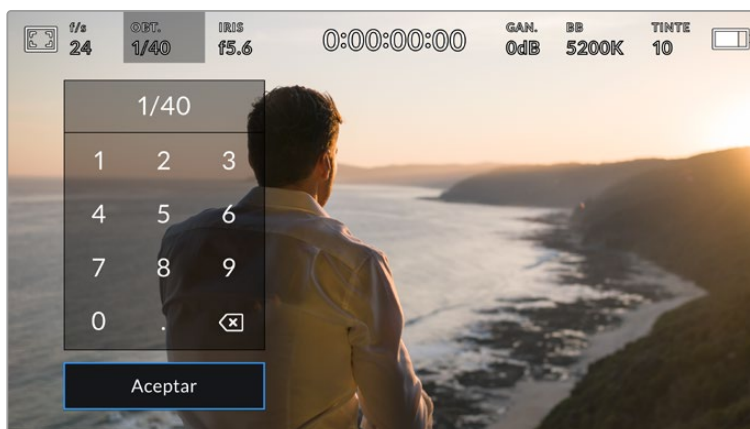 f/s OBT. IRIS GAN. BB TINTE
24 1/40 f5.6 0:00:00:00 0dB 5200K 10
1/40
1 2 3
4 5 6
7 8 9
0 .
Aceptar